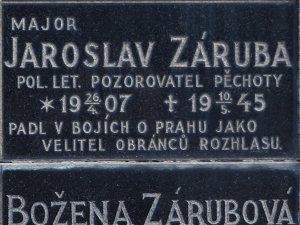 MAJOR
JAROSLAV ZÁRUBA
POL. LET. POZOROVATEL PĚCHOTY
* 19 26/4. 07 ✝ 19 10/5. 45
PADL V BOJÍCH O PRAHU JAKO
VELITEL OBRÁNCŮ ROZHLASU.
BOŽENA ZÁRUBOVÁ